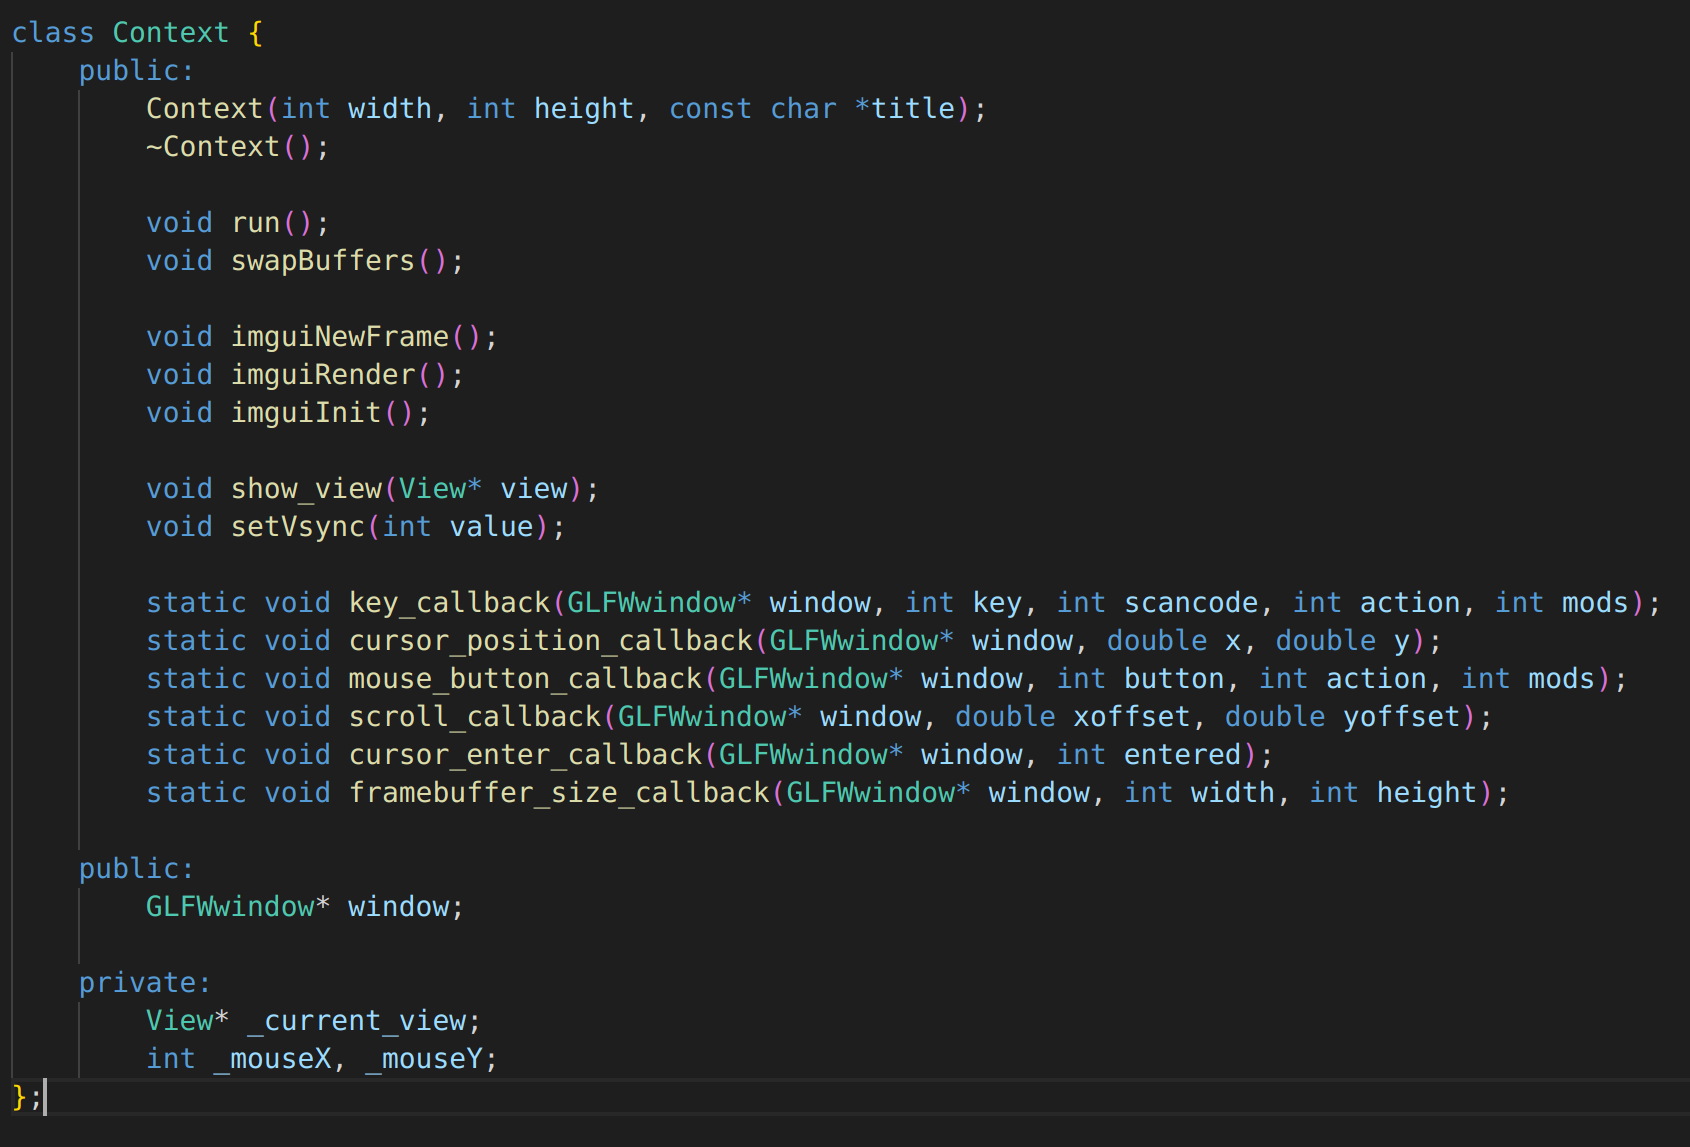 class Context {
    public:
        Context(int width, int height, const char *title);
        ~Context();

        void run();
        void swapBuffers();

        void imguiNewFrame();
        void imguiRender();
        void imguiInit();

        void show_view(View* view);
        void setVsync(int value);

        static void key_callback(GLFWwindow* window, int key, int scancode, int action, int mods);
        static void cursor_position_callback(GLFWwindow* window, double x, double y);
        static void mouse_button_callback(GLFWwindow* window, int button, int action, int mods);
        static void scroll_callback(GLFWwindow* window, double xoffset, double yoffset);
        static void cursor_enter_callback(GLFWwindow* window, int entered);
        static void framebuffer_size_callback(GLFWwindow* window, int width, int height);

    public:
        GLFWwindow* window;

    private:
        View* _current_view;
        int _mouseX, _mouseY;
};